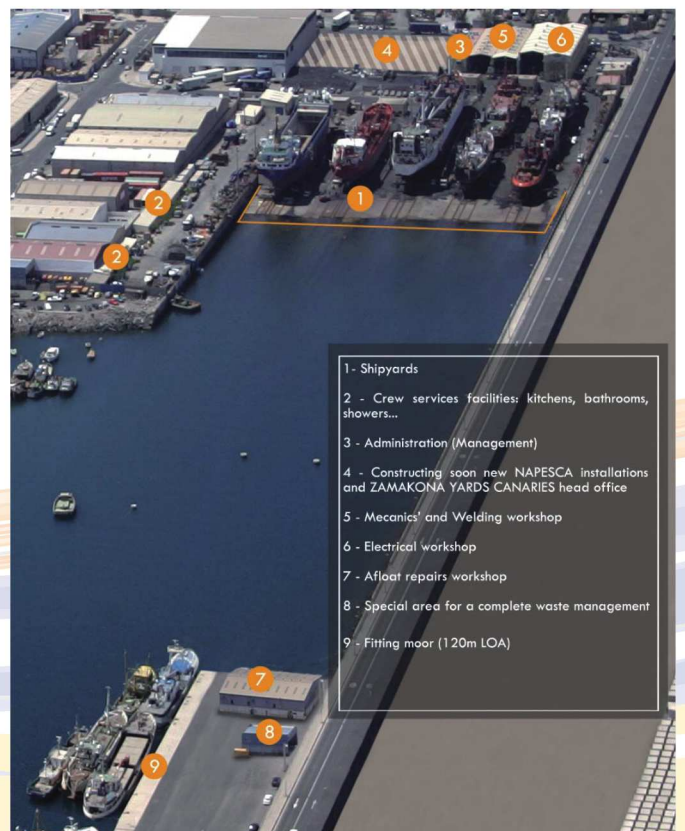 4
3
5
6
1
2
2
1- Shipyards
2 - Crew services facilities: kitchens, bathrooms,
showers...
3 - Administration (Management)
4 - Constructing soon new NAPESCA installations
and ZAMAKONA YARDS CANARIES head office
5 - Mecanics' and Welding workshop
6 - Electrical workshop
7 - Afloat repairs workshop
8 - Special area for a complete waste management
9 - Fitting moor (120m LOA)
7
8
9